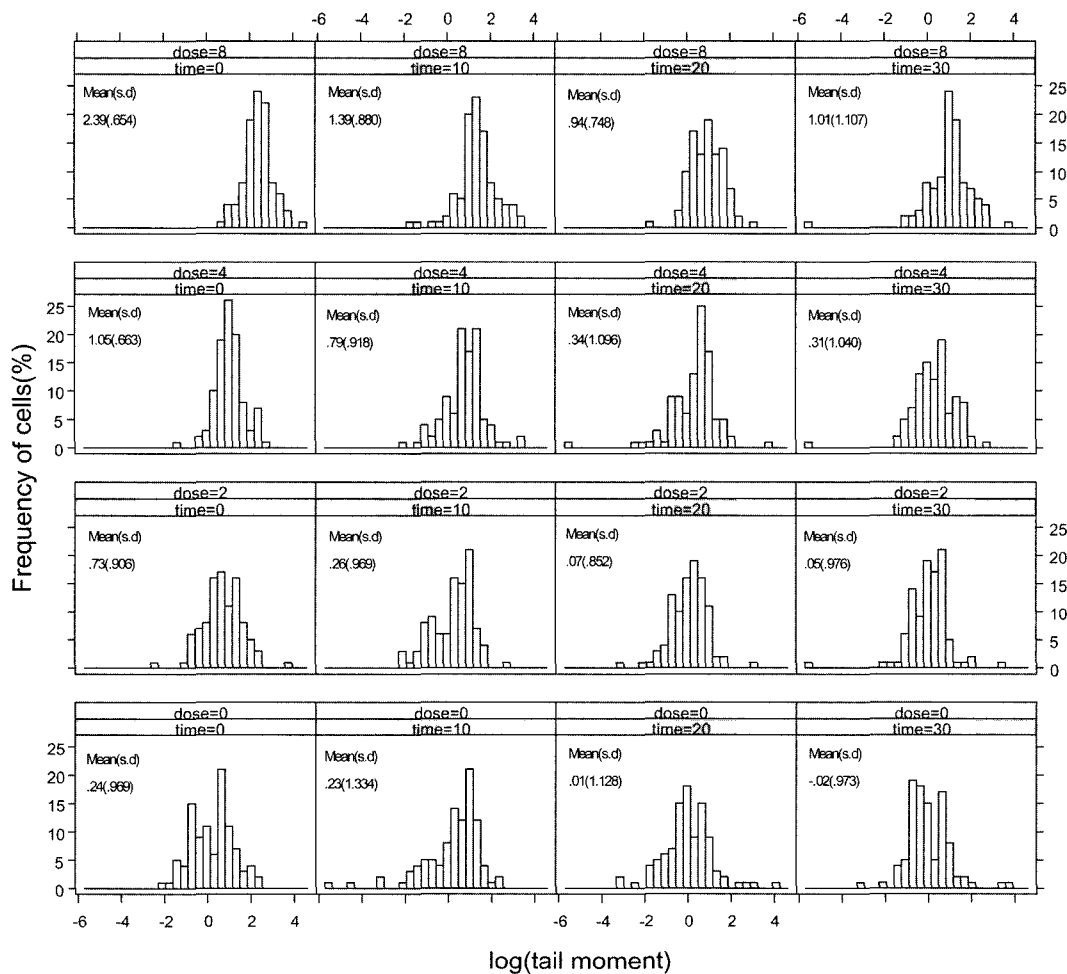 -6 -4 -2 0 2 4 -6 -4 -2 0 2 4
dose=8 dose=8 dose=8 dose=8
time=0 time=10 time=20 time=30
Mean(s.d) Mean(s.d) Mean(s.d) Mean(s.d)
2.39(.654) 1.39(.880) .94(.748) 1.01(1.107)
25
20
15
10
5
0
dose=4 dose=4 dose=4 dose=4
time=0 time=10 time=20 time=30
Mean(s.d) Mean(s.d) Mean(s.d) Mean(s.d)
1.05(.663) .79(.918) .34(1.096) .31(1.040)
25
20
15
10
5
0
Frequency of cells(%)
dose=2 dose=2 dose=2 dose=2
time=0 time=10 time=20 time=30
Mean(s.d) Mean(s.d) Mean(s.d) Mean(s.d)
.73(.906) .26(.969) .07(.852) .05(.976)
25
20
15
10
5
0
dose=0 dose=0 dose=0 dose=0
time=0 time=10 time=20 time=30
Mean(s.d) Mean(s.d) Mean(s.d) Mean(s.d)
.24(.969) .23(1.334) .01(1.128) -.02(.973)
25
20
15
10
5
0
-6 -4 -2 0 2 4 -6 -4 -2 0 2 4
log(tail moment)